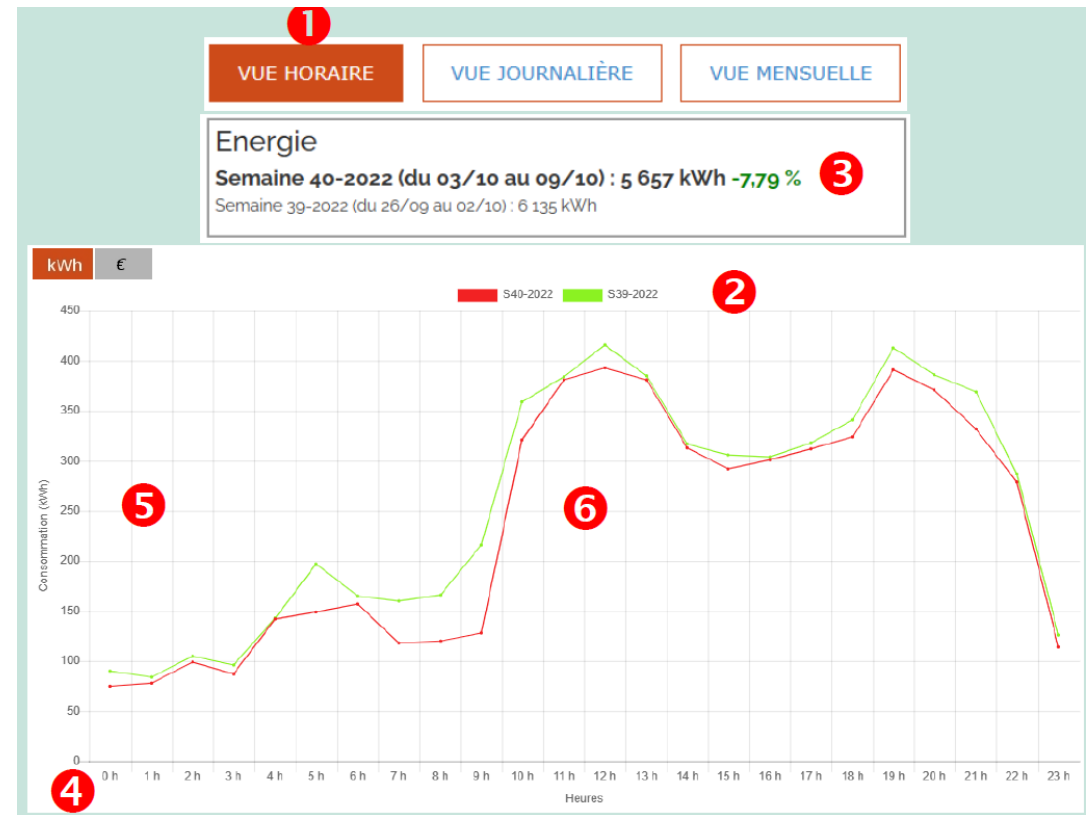 1
VUE HORAIRE VUE JOURNALIÈRE VUE MENSUELLE
Energie
Semaine 40-2022 (du 03/10 au 09/10) : 5 657 kWh -7,79 % 3
Semaine 39-2022 (du 26/09 au 02/10) : 6 135 kWh
kWh €
S40-2022 S39-2022 2
450
400
350
300
250
200
150
100
50
0
Consommation (kWh)
5
6
0 h 1 h 2 h 3 h 4 h 5 h 6 h 7 h 8 h 9 h 10 h 11 h 12 h 13 h 14 h 15 h 16 h 17 h 18 h 19 h 20 h 21 h 22 h 23 h
4
Heures